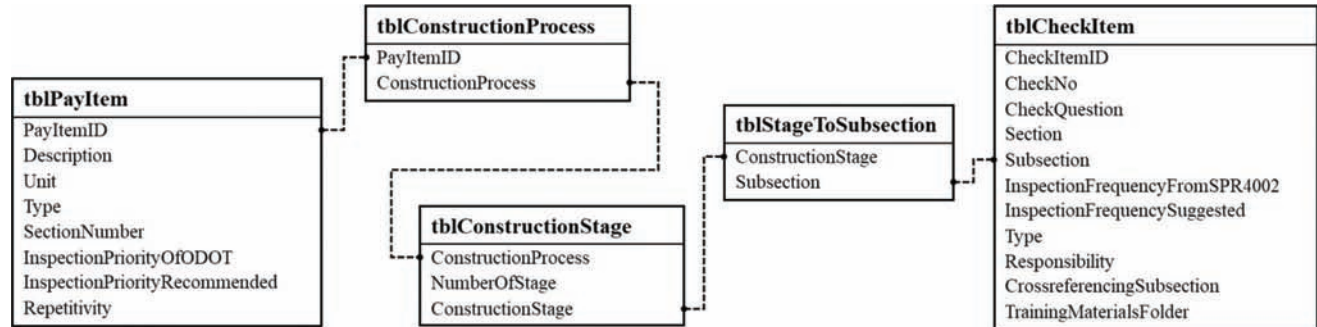 tblPayItem
PayItemID
Description
Unit
Type
SectionNumber
InspectionPriorityOfODOT
InspectionPriorityRecommended
Repetitivity
tblConstructionProcess
PayItemID
ConstructionProcess
tblConstructionStage
ConstructionProcess
NumberOfStage
ConstructionStage
tblStageToSubsection
ConstructionStage
Subsection
tblCheckItem
CheckItemID
CheckNo
CheckQuestion
Section
Subsection
InspectionFrequencyFromSPR4002
InspectionFrequencySuggested
Type
Responsibility
CrossreferencingSubsection
TrainingMaterialsFolder